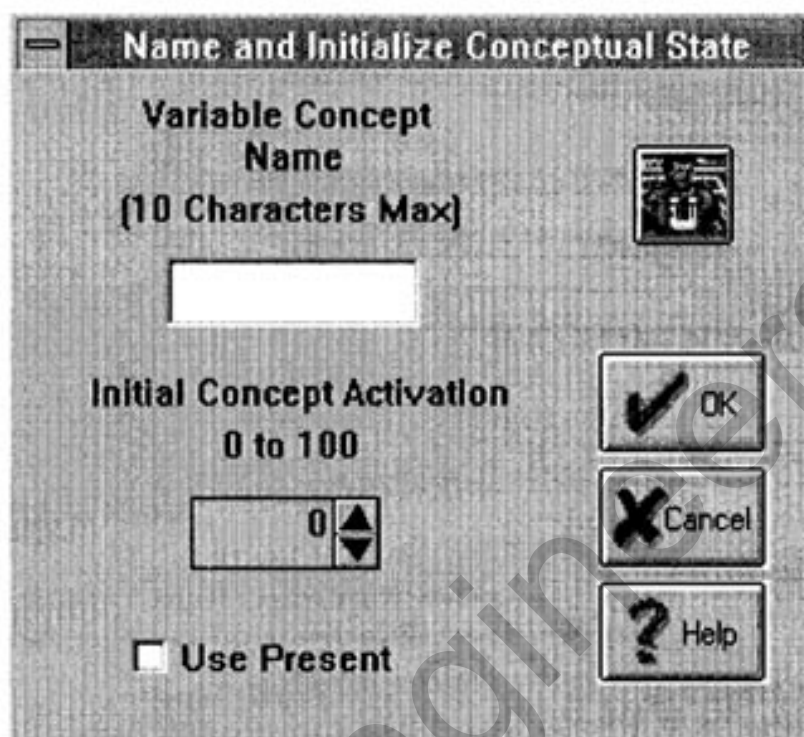 Name and Initialize Conceptual State
Variable Concept
Name
(10 Characters Max)
Initial Concept Activation
0 to 100
0
Use Present
OK
Cancel
Help